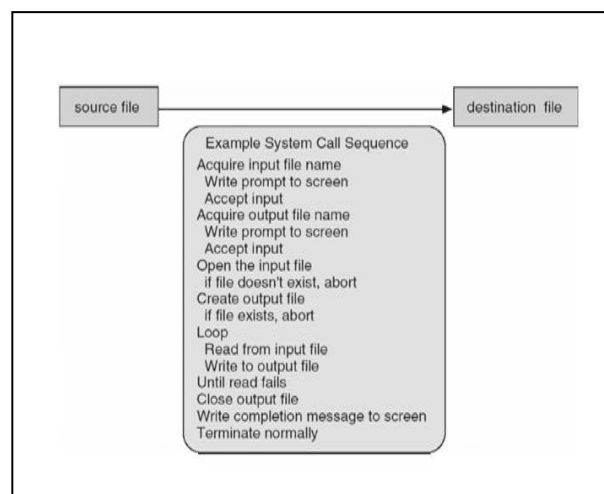 source file
destination file
Example System Call Sequence
Acquire input file name
Write prompt to screen
Accept input
Acquire output file name
Write prompt to screen
Accept input
Open the input file
if file doesn't exist, abort
Create output file
if file exists, abort
Loop
Read from input file
Write to output file
Until read fails
Close output file
Write completion message to screen
Terminate normally